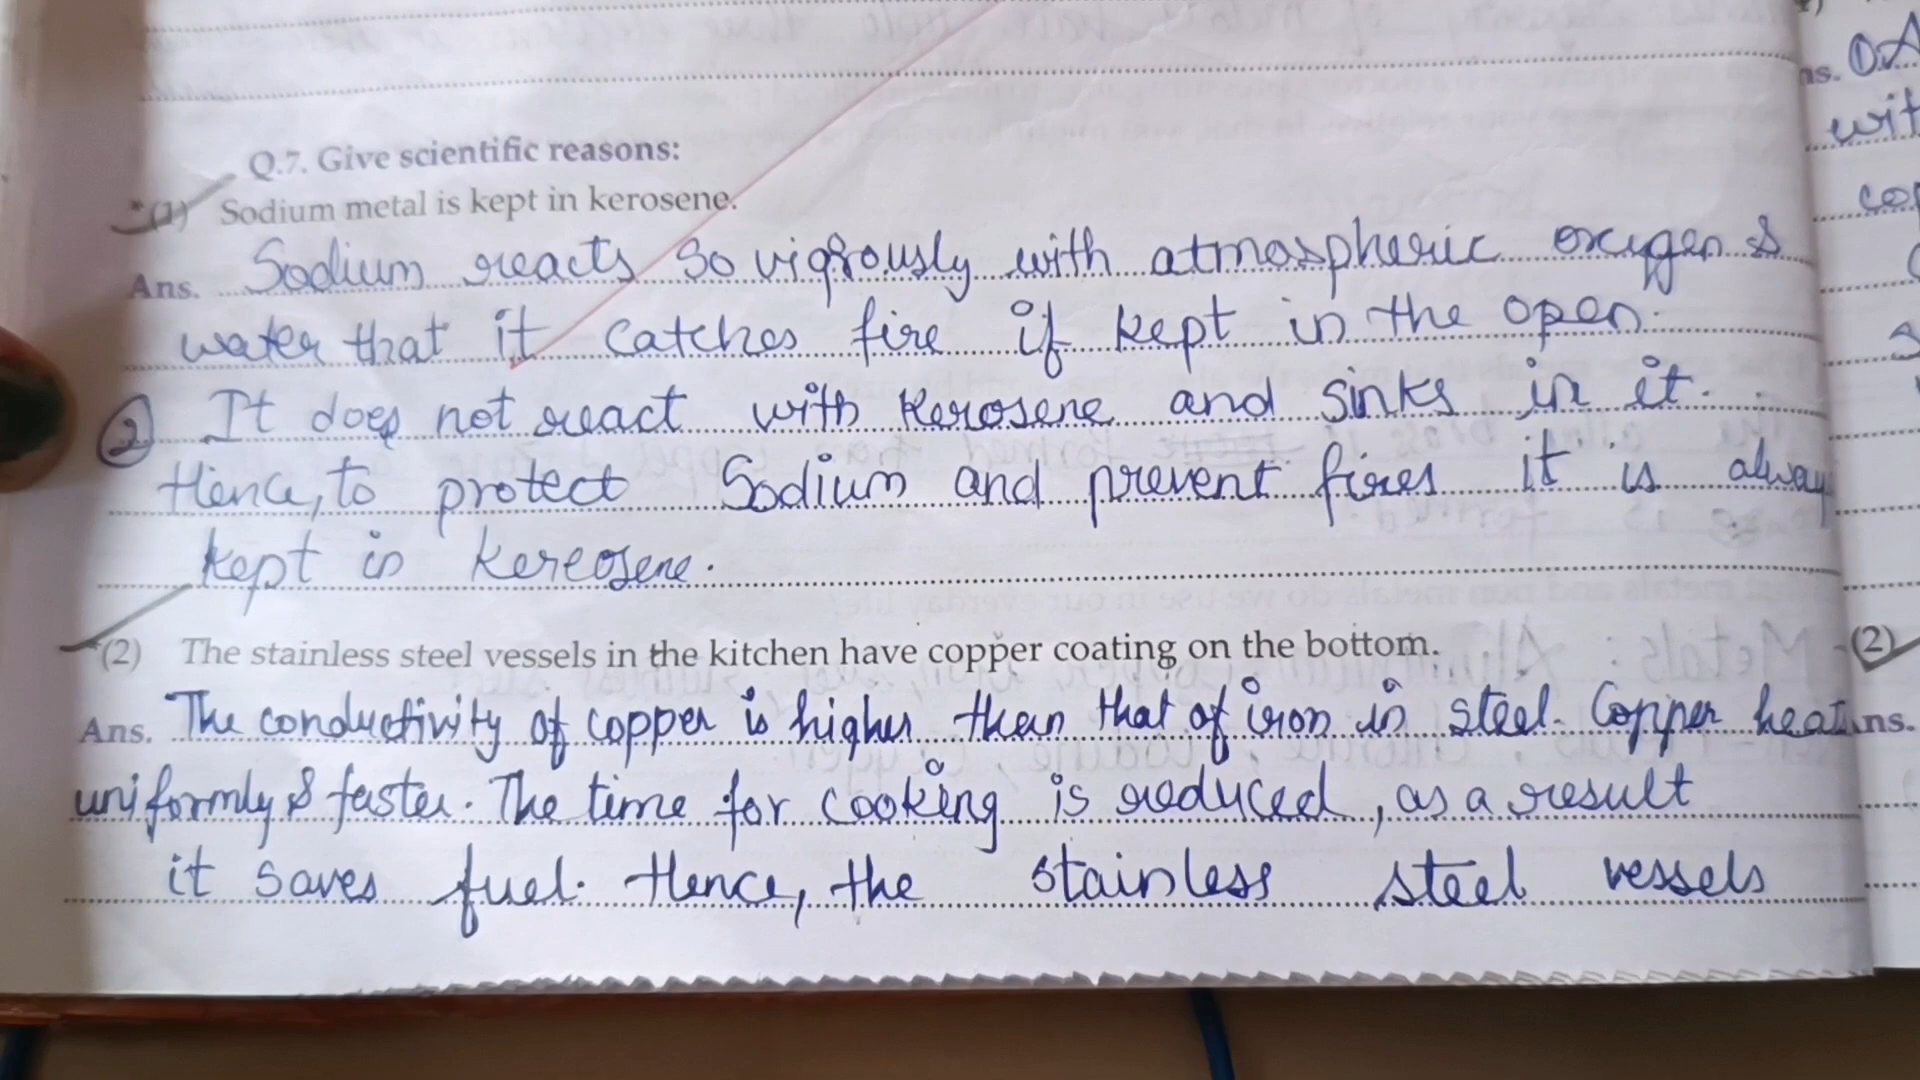 Q.7. Give scientific reasons:
*(1) Sodium metal is kept in kerosene.
Ans. Sodium reacts so vigrously with atmospheric oxygen &
water that it catches fire if kept in the open.
2 It does not react with kerosene and sinks in it.
Hence, to protect Sodium and prevent fires it is alway
kept in kereosene.
*(2) The stainless steel vessels in the kitchen have copper coating on the bottom.
Ans. The conductivity of copper is higher than that of iron in steel. Copper heat
uniformly & faster. The time for cooking is reduced, as a result
it saves fuel. Hence, the stainless steel vessels
ns.
wit
(2)
ns.